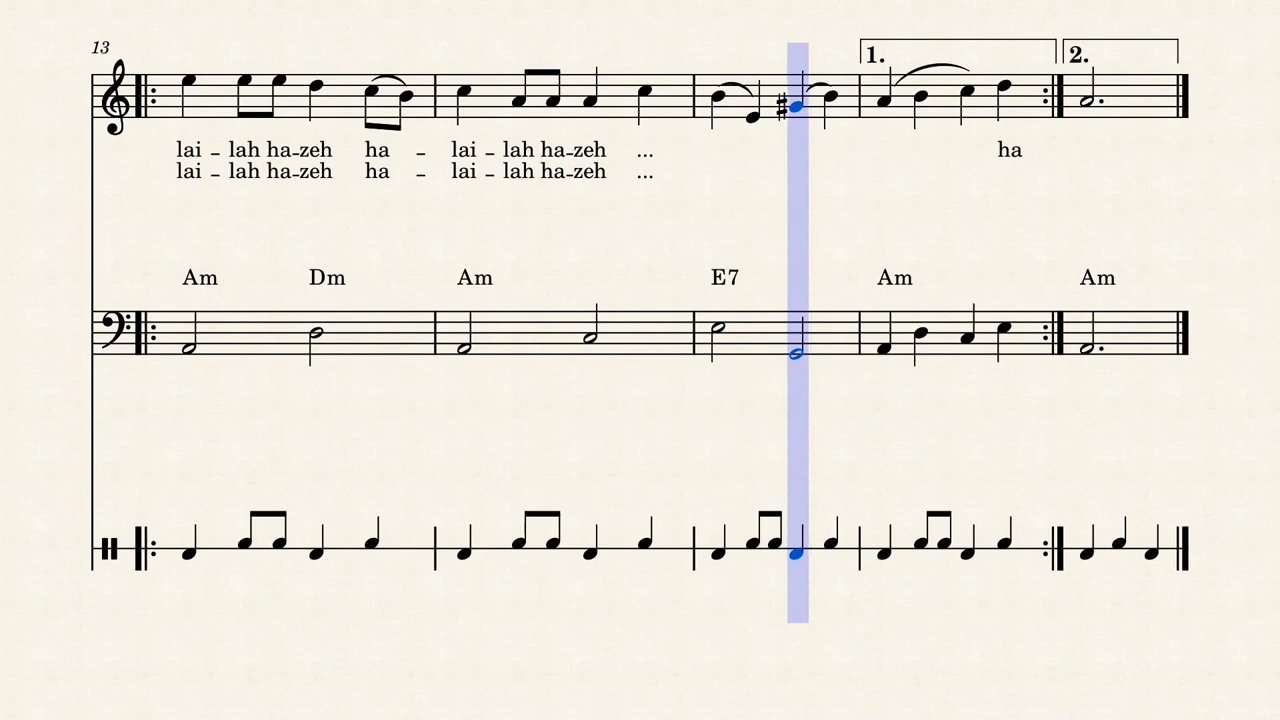 13
1. 2.
lai - lah ha-zeh ha - lai - lah ha-zeh ... ha
lai - lah ha-zeh ha - lai - lah ha-zeh ...
Am Dm Am E7 Am Am